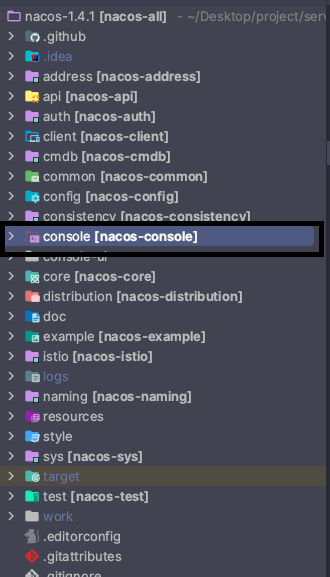 nacos-1.4.1 [nacos-all] - ~/Desktop/project/serv
.github
.idea
address [nacos-address]
api [nacos-api]
auth [nacos-auth]
client [nacos-client]
cmdb [nacos-cmdb]
common [nacos-common]
config [nacos-config]
consistency [nacos-consistency]
console [nacos-console]
console-ui
core [nacos-core]
distribution [nacos-distribution]
doc
example [nacos-example]
istio [nacos-istio]
logs
naming [nacos-naming]
resources
style
sys [nacos-sys]
target
test [nacos-test]
work
.editorconfig
.gitattributes
.gitignore